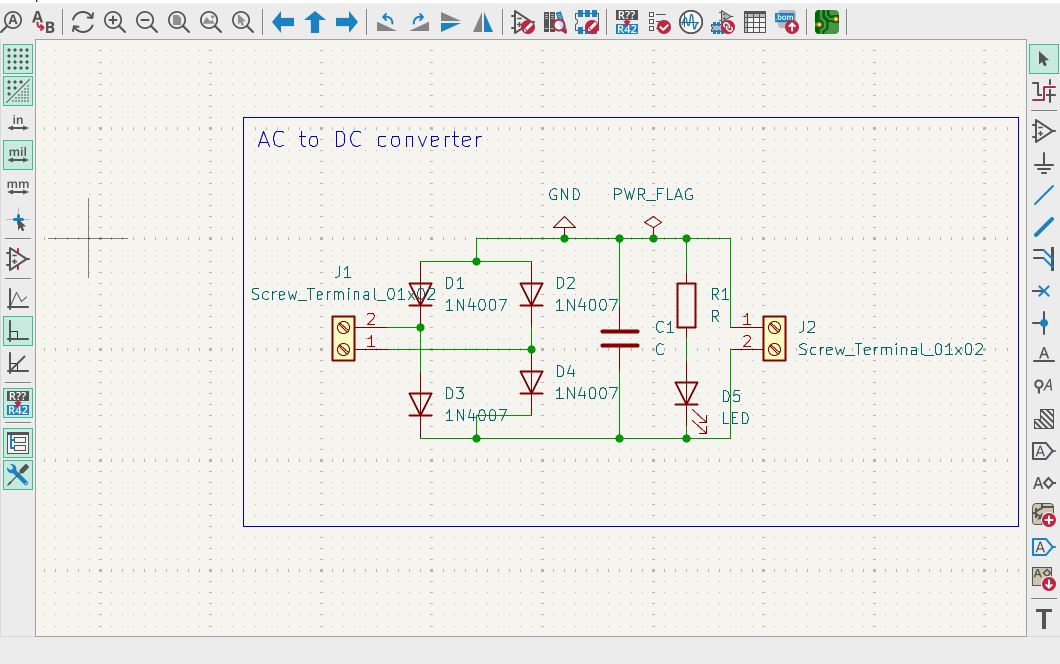 A
A
B
R??
R42
.bom
in
mil
mm
R??
R42
AC to DC converter
GND
PWR_FLAG
J1
Screw_Terminal_01x02
2
1
D1
1N4007
D2
1N4007
D3
1N4007
D4
1N4007
C1
C
R1
R
D5
LED
1
2
J2
Screw_Terminal_01x02
A
A
A
A
A
A
T